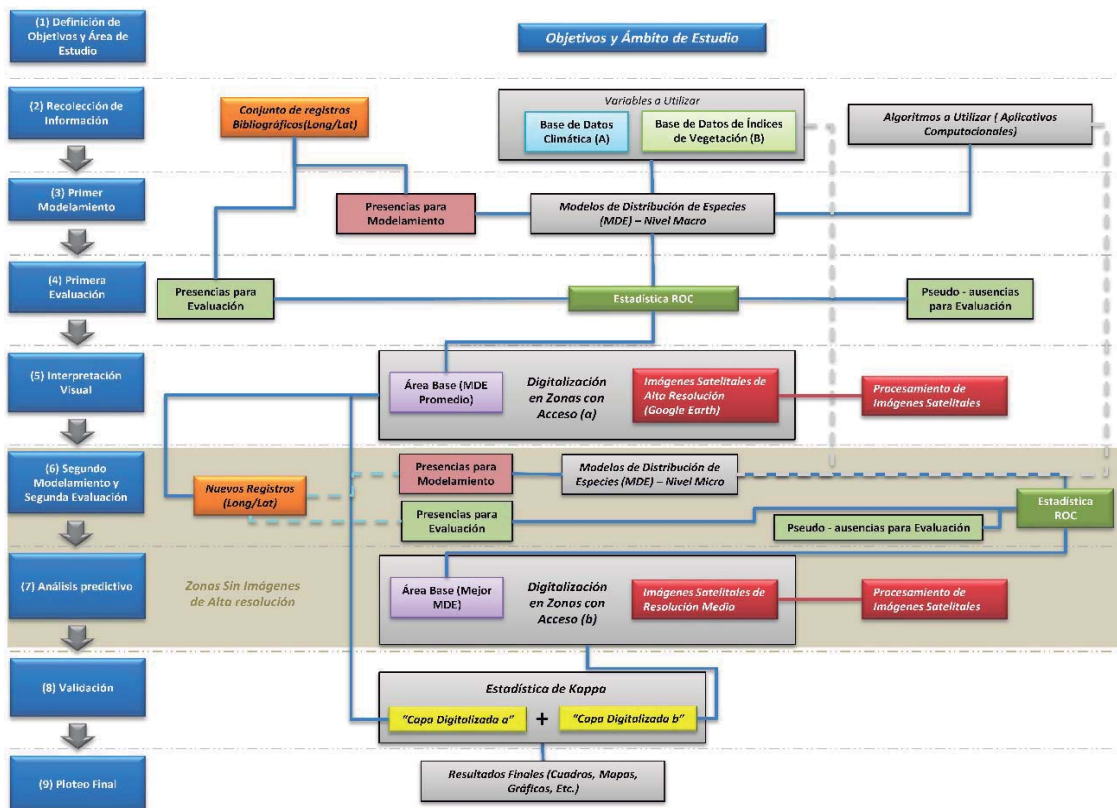 (1) Definición de
Objetivos y Área de
Estudio
Objetivos y Ámbito de Estudio
(2) Recolección de
Información
Conjunto de registros
Bibliográficos(Long/Lat)
Variables a Utilizar
Base de Datos
Climática (A)
Base de Datos de Índices
de Vegetación (B)
Algoritmos a Utilizar ( Aplicativos
Computacionales)
(3) Primer
Modelamiento
Presencias para
Modelamiento
Modelos de Distribución de Especies
(MDE) – Nivel Macro
(4) Primera
Evaluación
Presencias para
Evaluación
Estadística ROC
Pseudo - ausencias
para Evaluación
(5) Interpretación
Visual
Área Base (MDE
Promedio)
Digitalización
en Zonas con
Acceso (a)
Imágenes Satelitales de
Alta Resolución
(Google Earth)
Procesamiento de
Imágenes Satelitales
(6) Segundo
Modelamiento y
Segunda Evaluación
Nuevos Registros
(Long/Lat)
Presencias para
Modelamiento
Modelos de Distribución de
Especies (MDE) – Nivel Micro
Presencias para
Evaluación
Pseudo - ausencias para Evaluación
Estadística
ROC
(7) Análisis predictivo
Zonas Sin Imágenes
de Alta resolución
Área Base (Mejor
MDE)
Digitalización
en Zonas con
Acceso (b)
Imágenes Satelitales de
Resolución Medio
Procesamiento de
Imágenes Satelitales
(8) Validación
Estadística de Kappa
"Capa Digitalizada a"
+
"Capa Digitalizada b"
(9) Ploteo Final
Resultados Finales (Cuadros, Mapas,
Gráficos, Etc.)